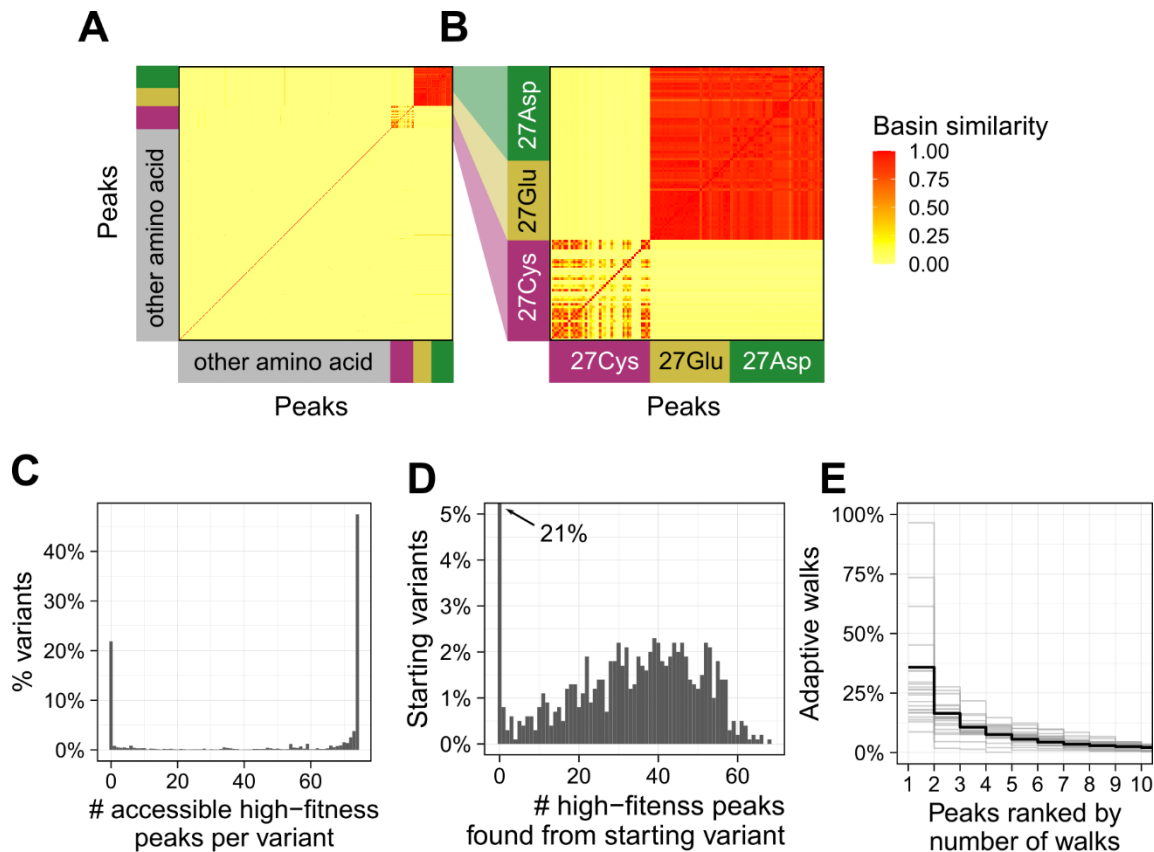 A
B
Peaks
other amino acid
other amino acid
Peaks
27Asp
27Glu
27Cys
27Cys
27Glu
27Asp
Peaks
Basin similarity
1.00
0.75
0.50
0.25
0.00
C
% variants
40%
30%
20%
10%
0%
0
20
40
60
# accessible high−fitness
peaks per variant
D
Starting variants
5%
4%
3%
2%
1%
0%
21%
0
20
40
60
# high−fitenss peaks
found from starting variant
E
Adaptive walks
100%
75%
50%
25%
0%
1 2 3 4 5 6 7 8 9 10
Peaks ranked by
number of walks